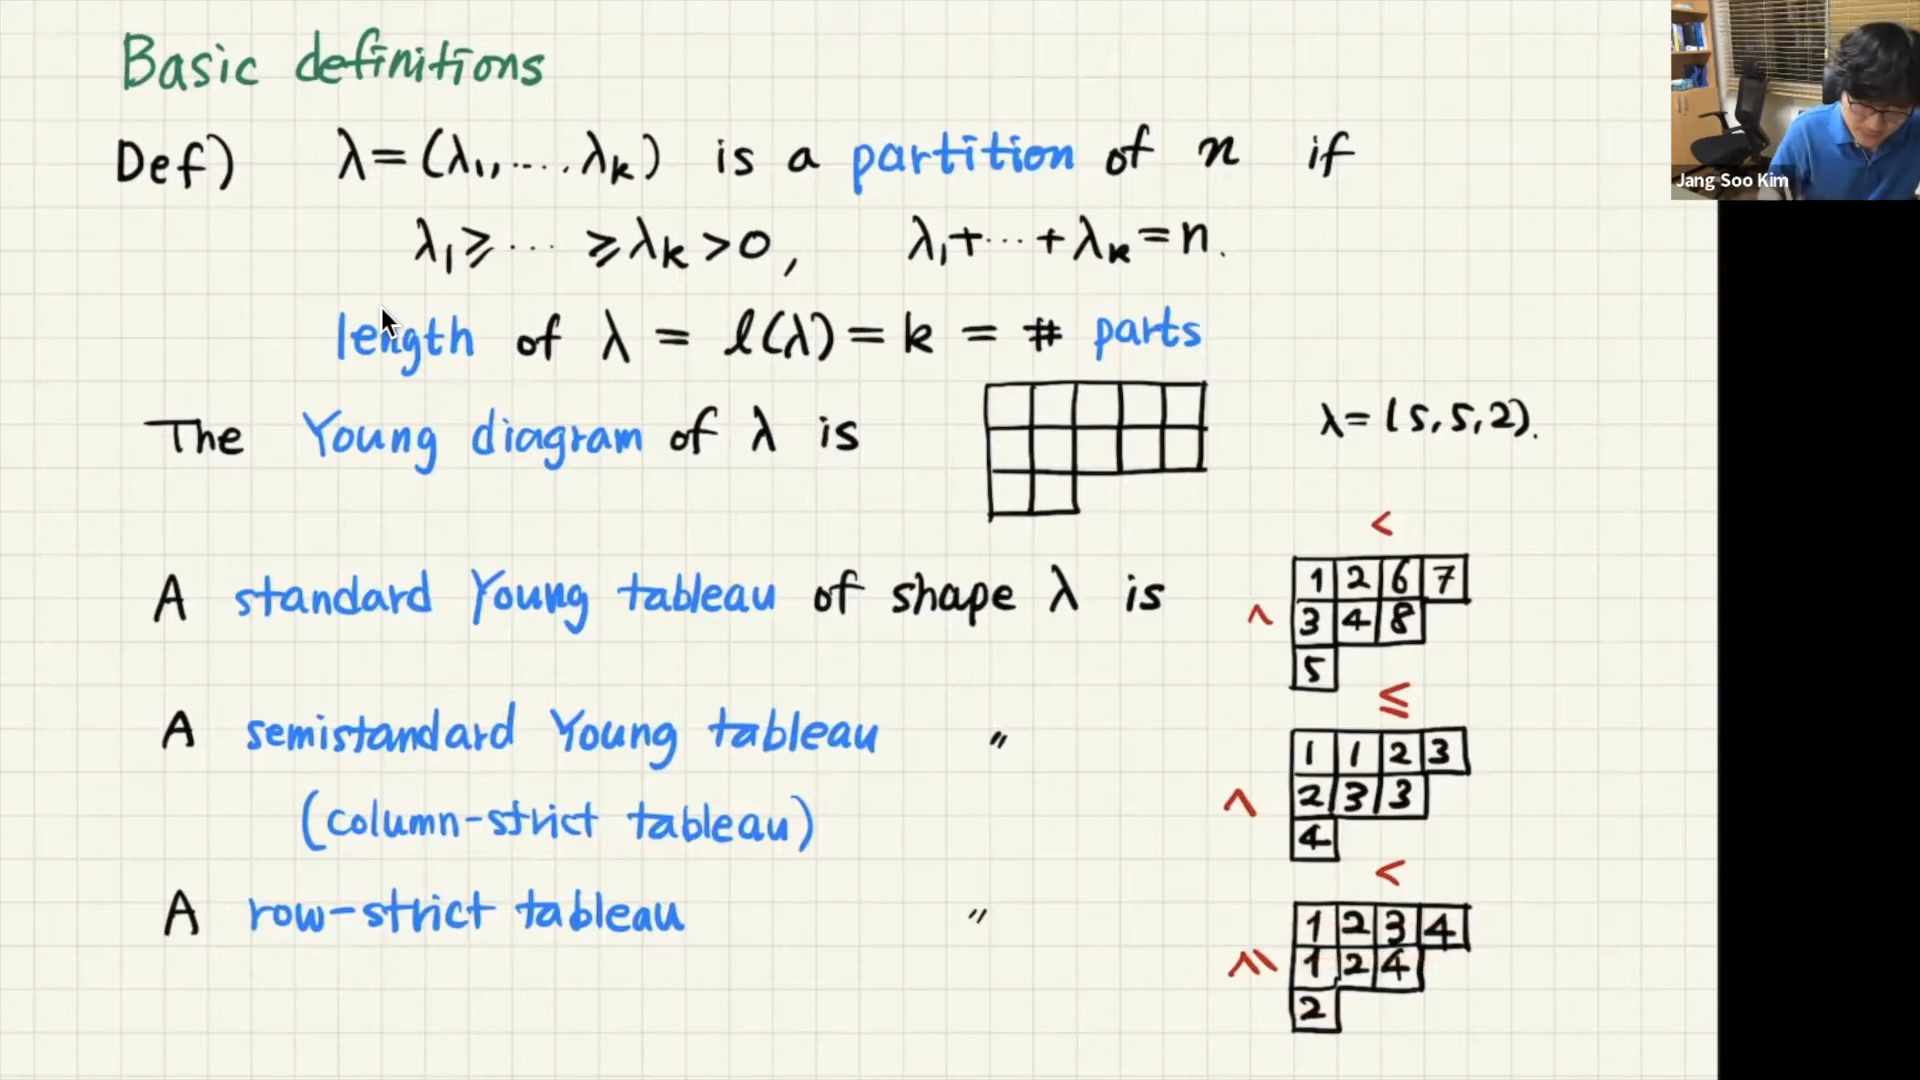 Basic definitions
Def) λ=(λ₁,....λₖ) is a partition of n if
λ₁⩾··· ⩾λₖ>0, λ₁+···+λₖ=n.
length of λ = ℓ(λ) = k = # parts
The Young diagram of λ is λ=(5,5,2).
<
A standard Young tableau of shape λ is
1 2 6 7
^ 3 4 8
5
≤
A semistandard Young tableau 〃
1 1 2 3
^ 2 3 3
(column-strict tableau)
4
<
A row-strict tableau 〃
1 2 3 4
^\ 1 2 4
2
Jang Soo Kim